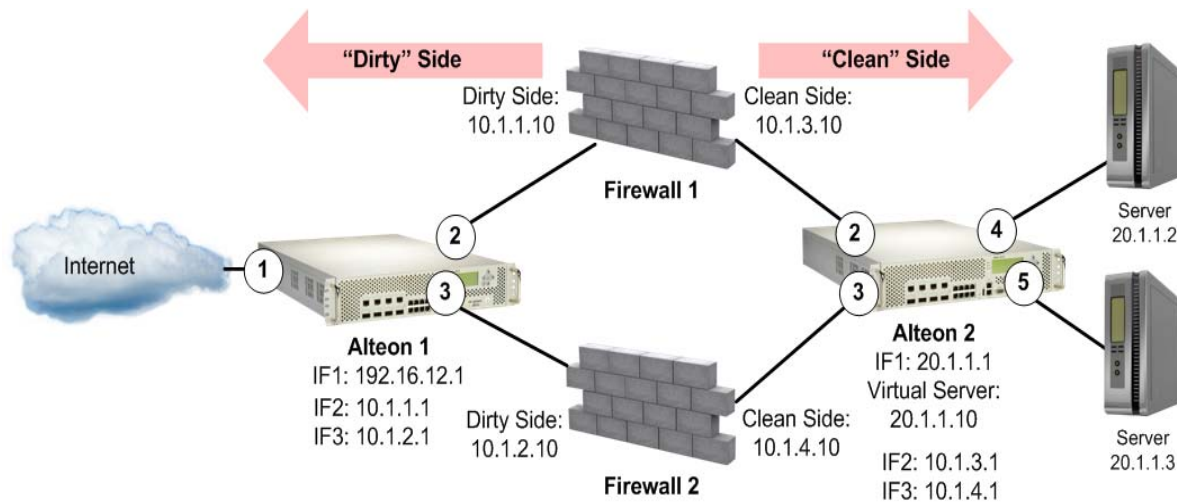 “Dirty” Side
“Clean” Side
Dirty Side:
10.1.1.10
Clean Side:
10.1.3.10
Firewall 1
Internet
1
2
3
2
3
4
5
Server
20.1.1.2
Alteon 1
IF1: 192.16.12.1
IF2: 10.1.1.1
IF3: 10.1.2.1
Dirty Side:
10.1.2.10
Clean Side:
10.1.4.10
Firewall 2
Alteon 2
IF1: 20.1.1.1
Virtual Server:
20.1.1.10
IF2: 10.1.3.1
IF3: 10.1.4.1
Server
20.1.1.3